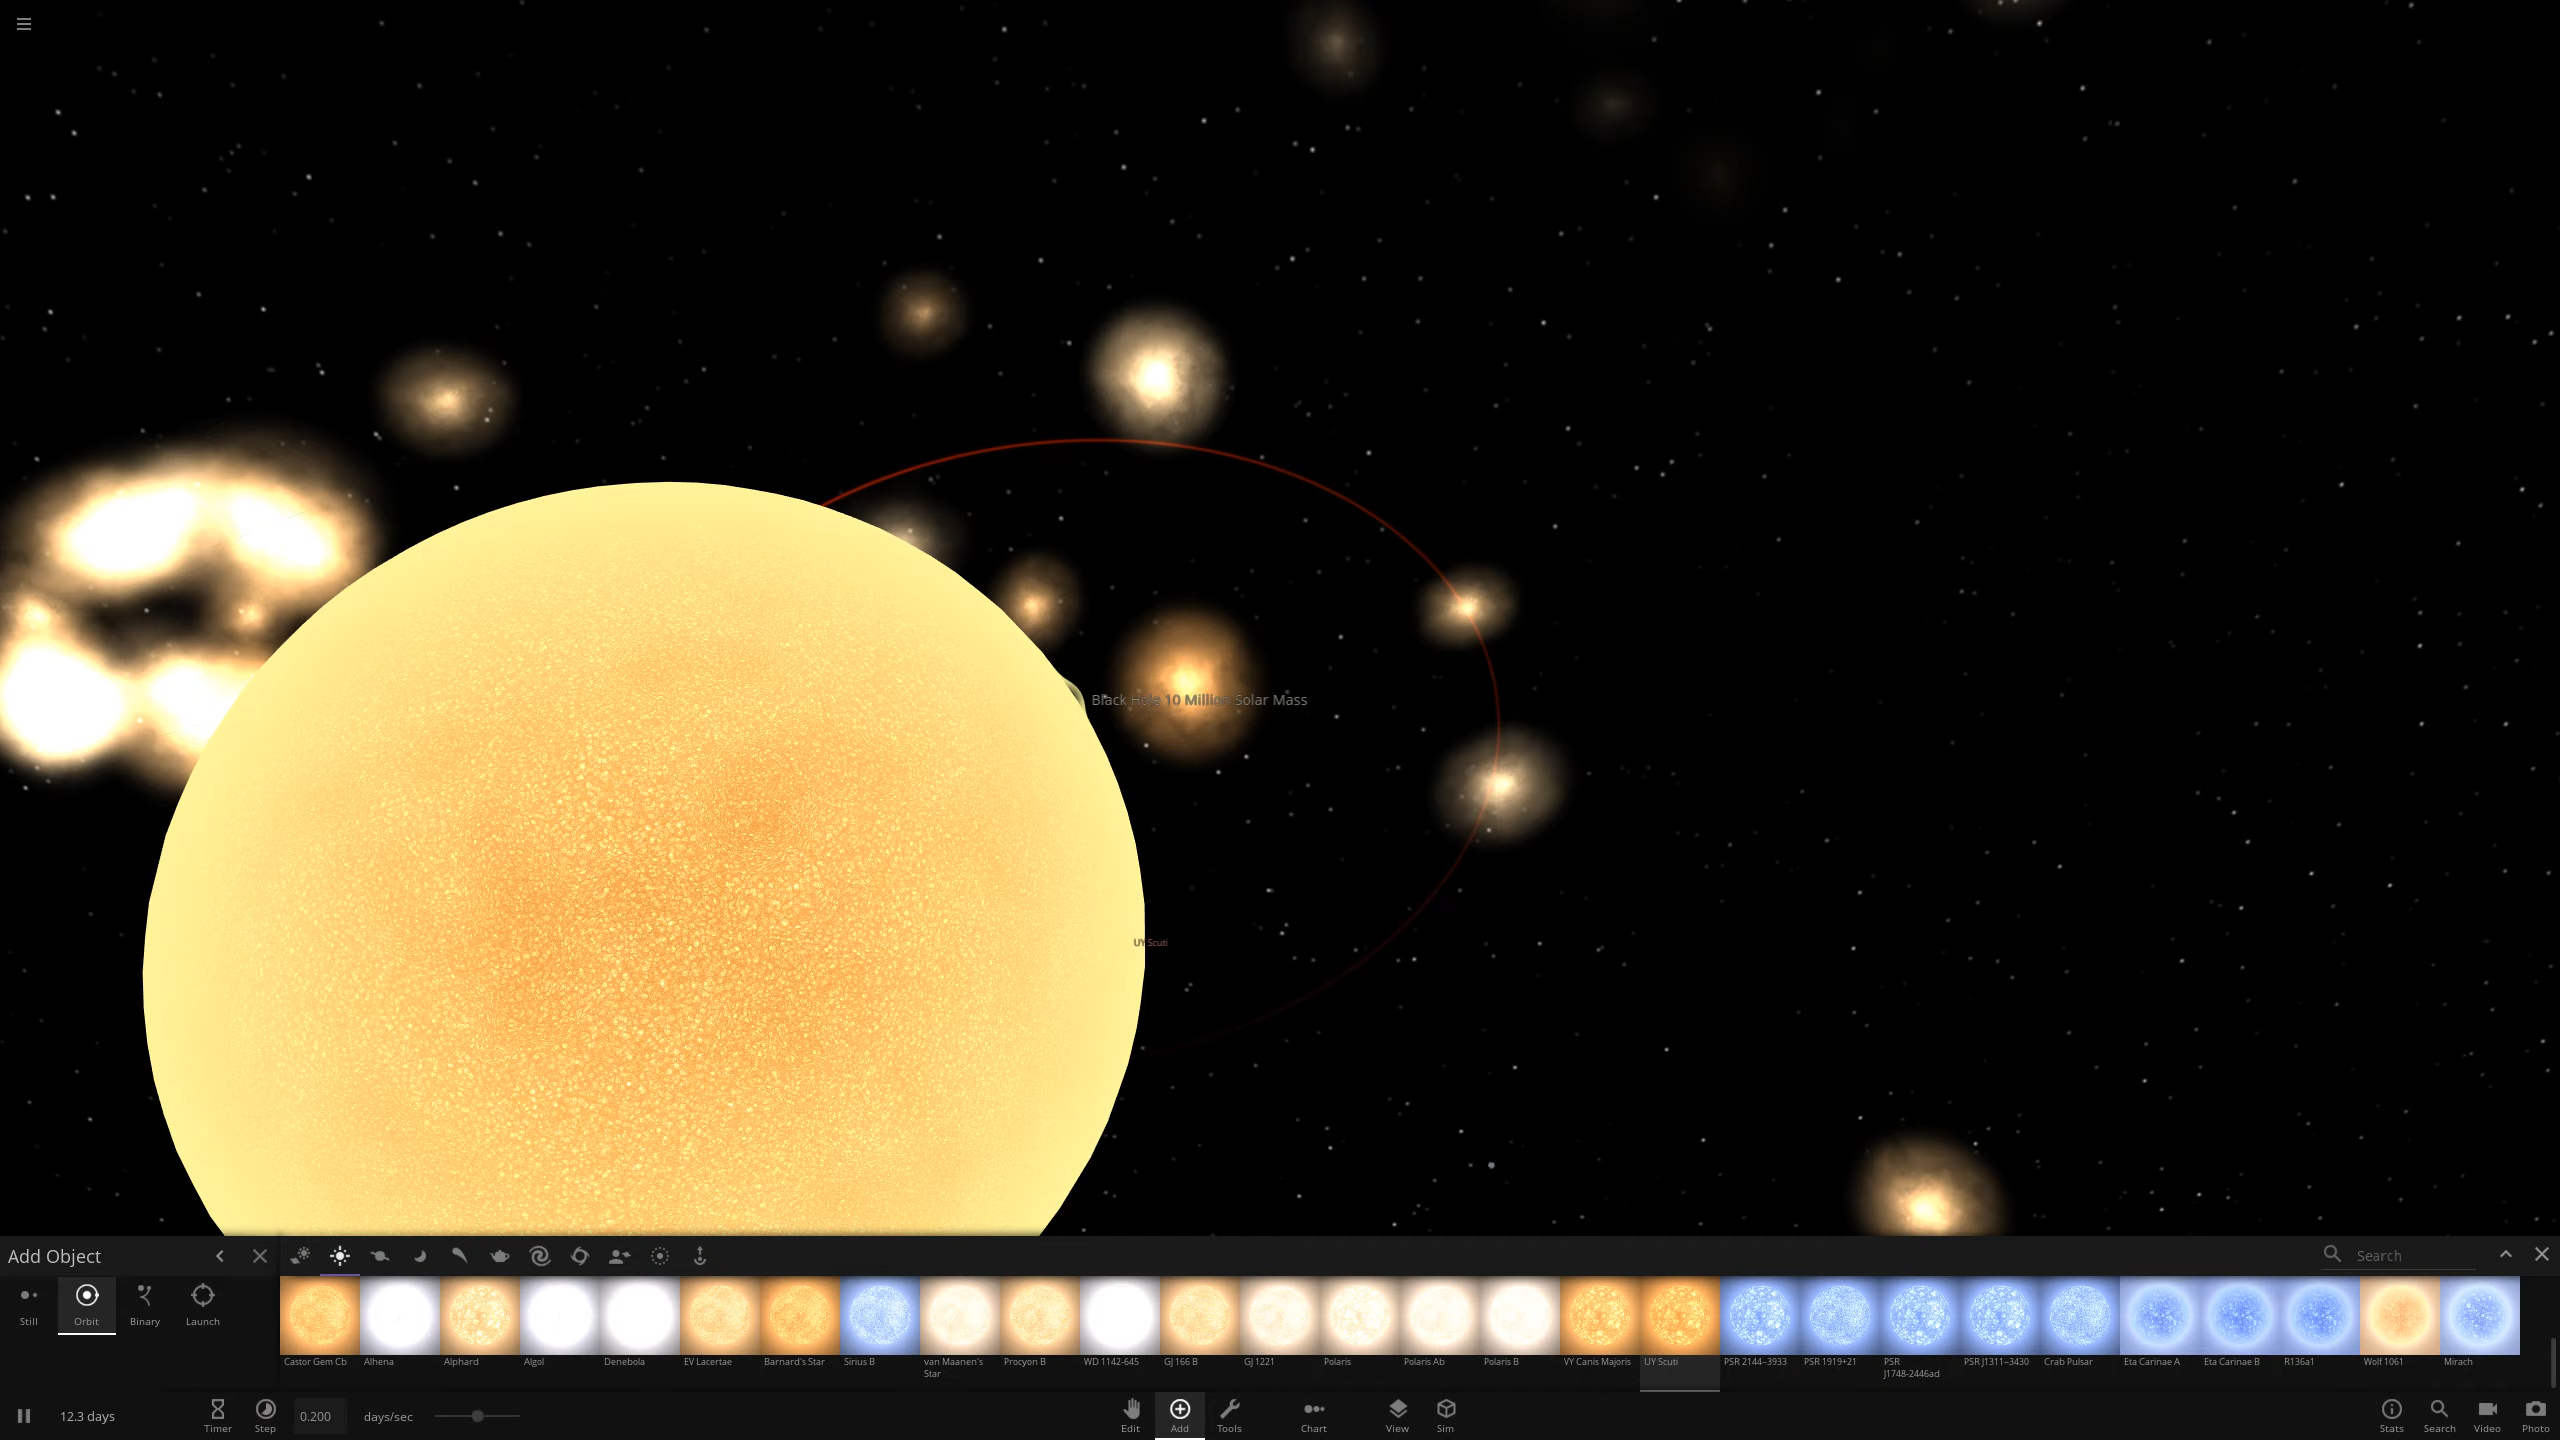 Black Hole 10 Million Solar Mass
UY Scuti
Add Object
Search
Still
Orbit
Binary
Launch
Castor Gem Cb
Alhena
Alphard
Algol
Denebola
EV Lacertae
Barnard's Star
Sirius B
van Maanen's
Star
Procyon B
WD 1142-645
GJ 166 B
GJ 1221
Polaris
Polaris Ab
Polaris B
VY Canis Majoris
UY Scuti
PSR 2144–3933
PSR 1919+21
PSR
J1748-2446ad
PSR J1311–3430
Crab Pulsar
Eta Carinae A
Eta Carinae B
R136a1
Wolf 1061
Mirach
12.3 days
Timer
Step
0.200
days/sec
Edit
Add
Tools
Chart
View
Sim
Stats
Search
Video
Photo